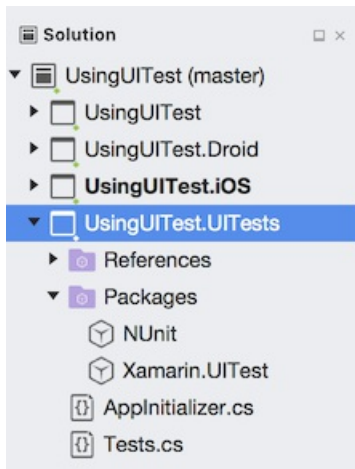 Solution
UsingUITest (master)
UsingUITest
UsingUITest.Droid
UsingUITest.iOS
UsingUITest.UITests
References
Packages
NUnit
Xamarin.UITest
AppInitializer.cs
Tests.cs